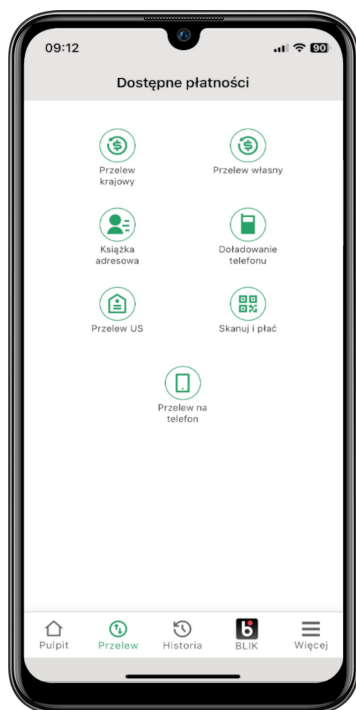 09:12
90
Dostępne płatności
Przelew
krajowy
Przelew własny
Książka
adresowa
Doładowanie
telefonu
Przelew US
Skanuj i płać
Przelew na
telefon
Pulpit
Przelew
Historia
BLIK
Więcej